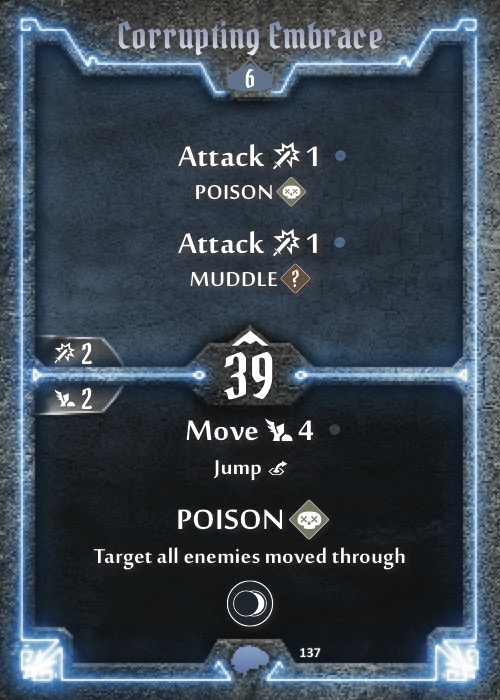 Corrupting Embrace
6
Attack 1
POISON
Attack 1
MUDDLE ?
2
39
2
Move 4
Jump
POISON
Target all enemies moved through
137